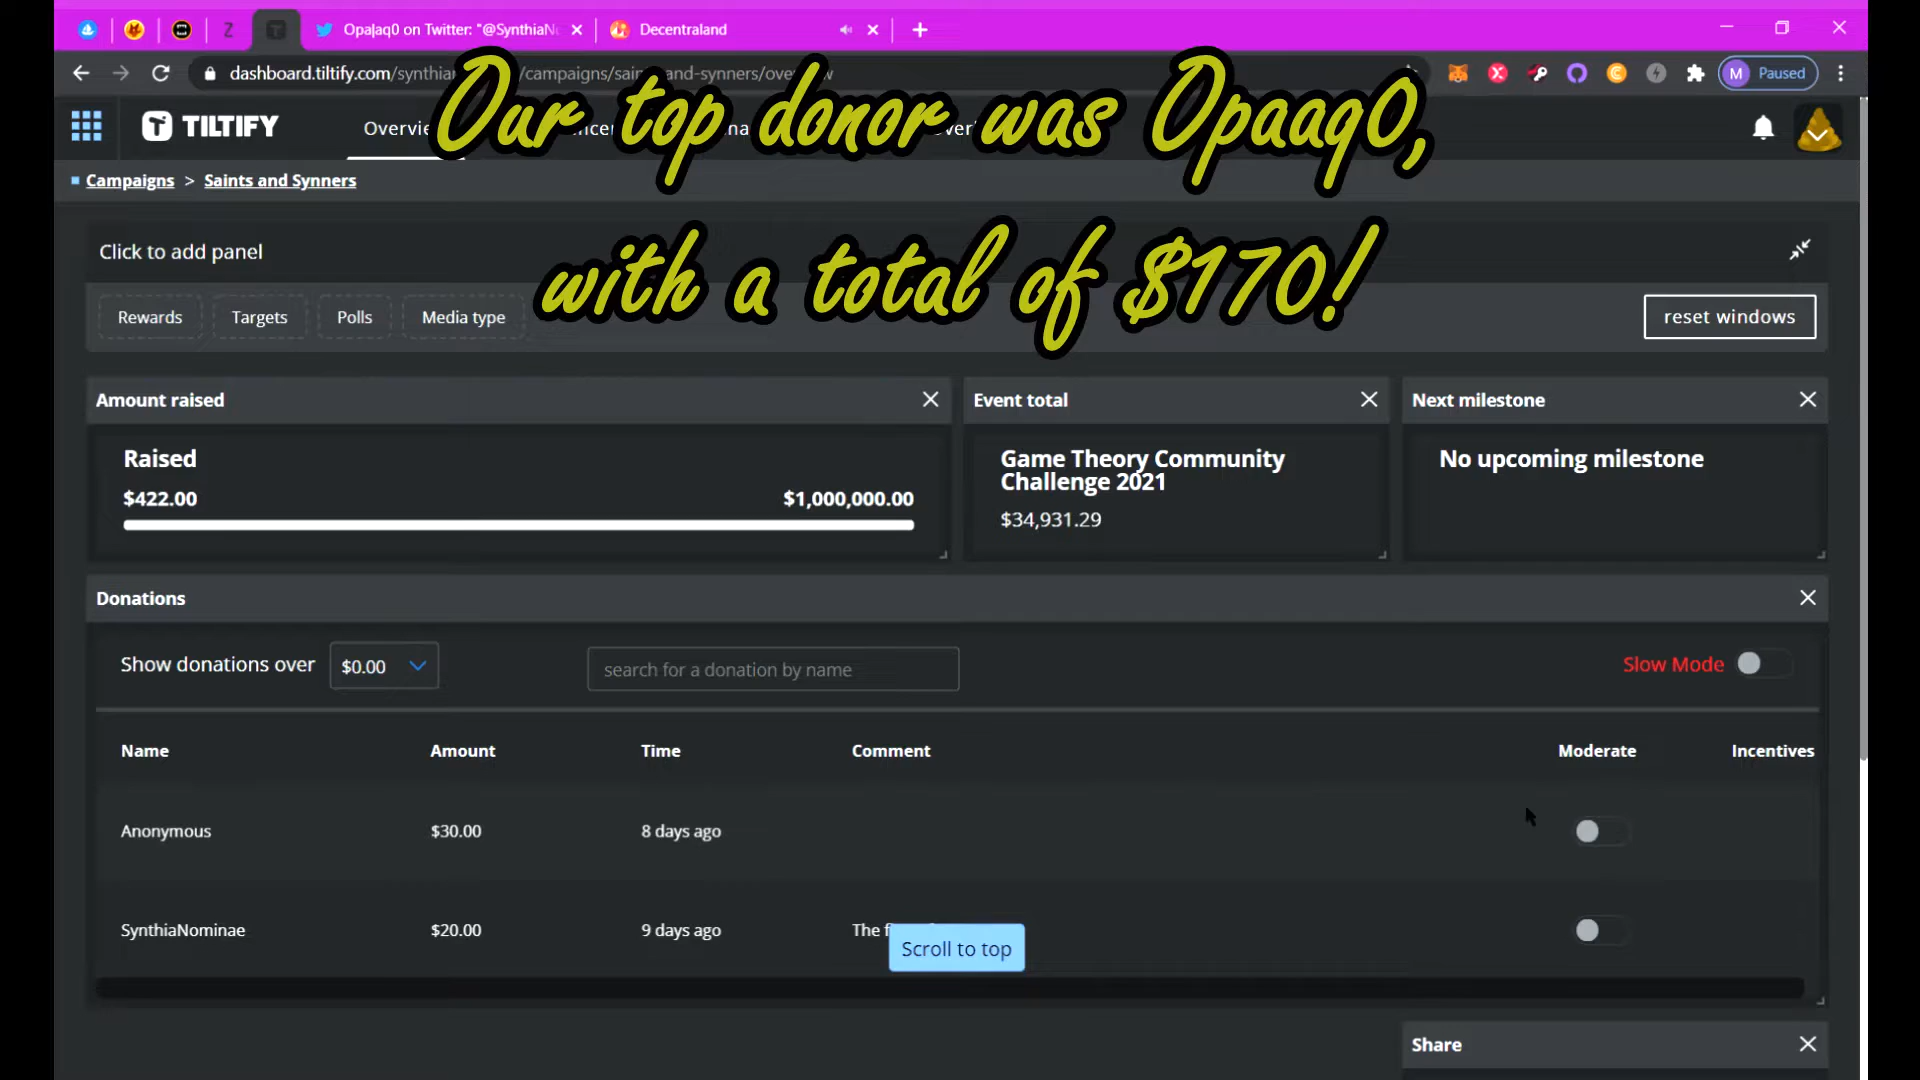 Opajaq0 on Twitter: "@SynthiaN
Decentraland
dashboard.tiltify.com/synthia /campaigns/saints-and-synners/overview
Paused
M
Our top donor was Opaaq0,
with a total of $170!
TILTIFY
Overvie
Campaigns > Saints and Synners
Click to add panel
Rewards
Targets
Polls
Media type
reset windows
Amount raised
Event total
Next milestone
Raised
$422.00
$1,000,000.00
Game Theory Community
Challenge 2021
$34,931.29
No upcoming milestone
Donations
Show donations over
$0.00
search for a donation by name
Slow Mode
Name
Amount
Time
Comment
Moderate
Incentives
Anonymous
$30.00
8 days ago
SynthiaNominae
$20.00
9 days ago
The f
Scroll to top
Share